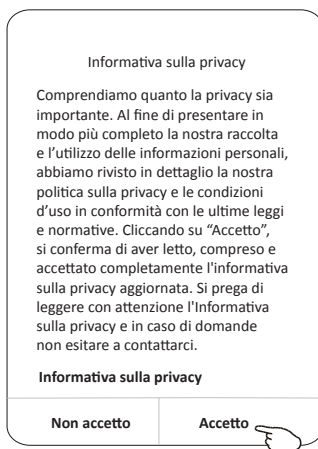 Informativa sulla privacy
Comprendiamo quanto la privacy sia
importante. Al fine di presentare in
modo più completo la nostra raccolta
e l’utilizzo delle informazioni personali,
abbiamo rivisto in dettaglio la nostra
politica sulla privacy e le condizioni
d’uso in conformità con le ultime leggi
e normative. Cliccando su “Accetto”,
si conferma di aver letto, compreso e
accettato completamente l'informativa
sulla privacy aggiornata. Si prega di
leggere con attenzione l'Informativa
sulla privacy e in caso di domande
non esitare a contattarci.
Informativa sulla privacy
Non accetto
Accetto